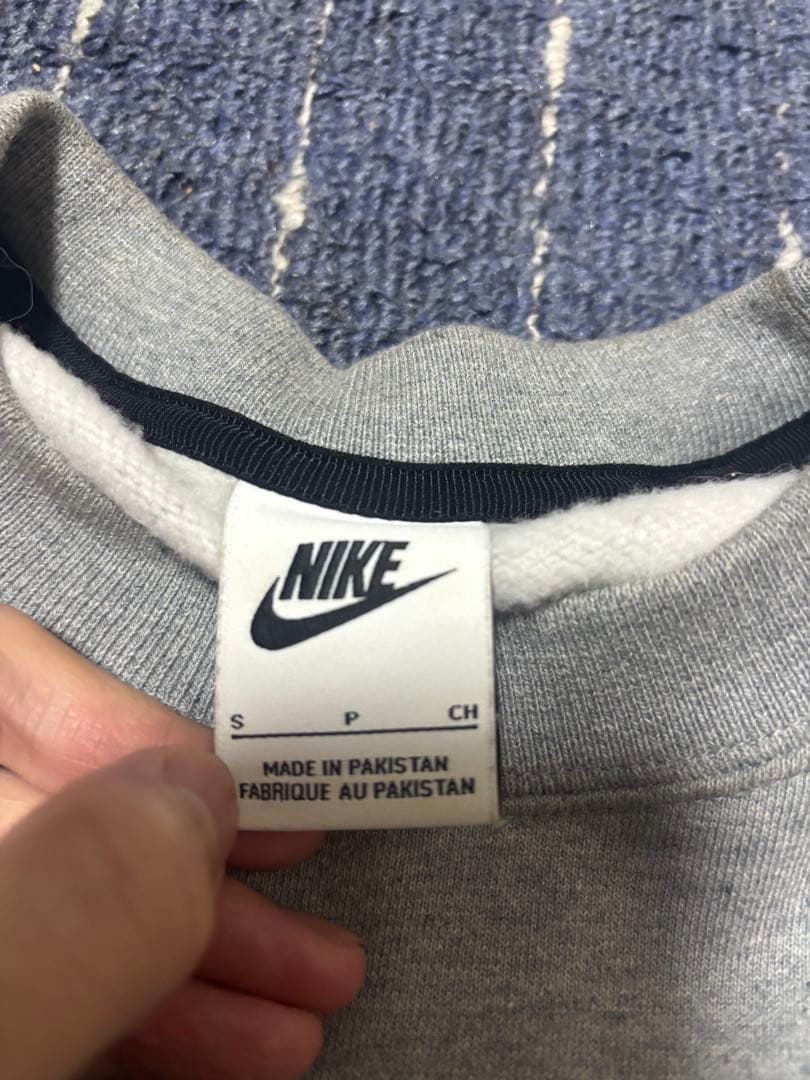 NIKE
S P CH
MADE IN PAKISTAN
FABRIQUE AU PAKISTAN